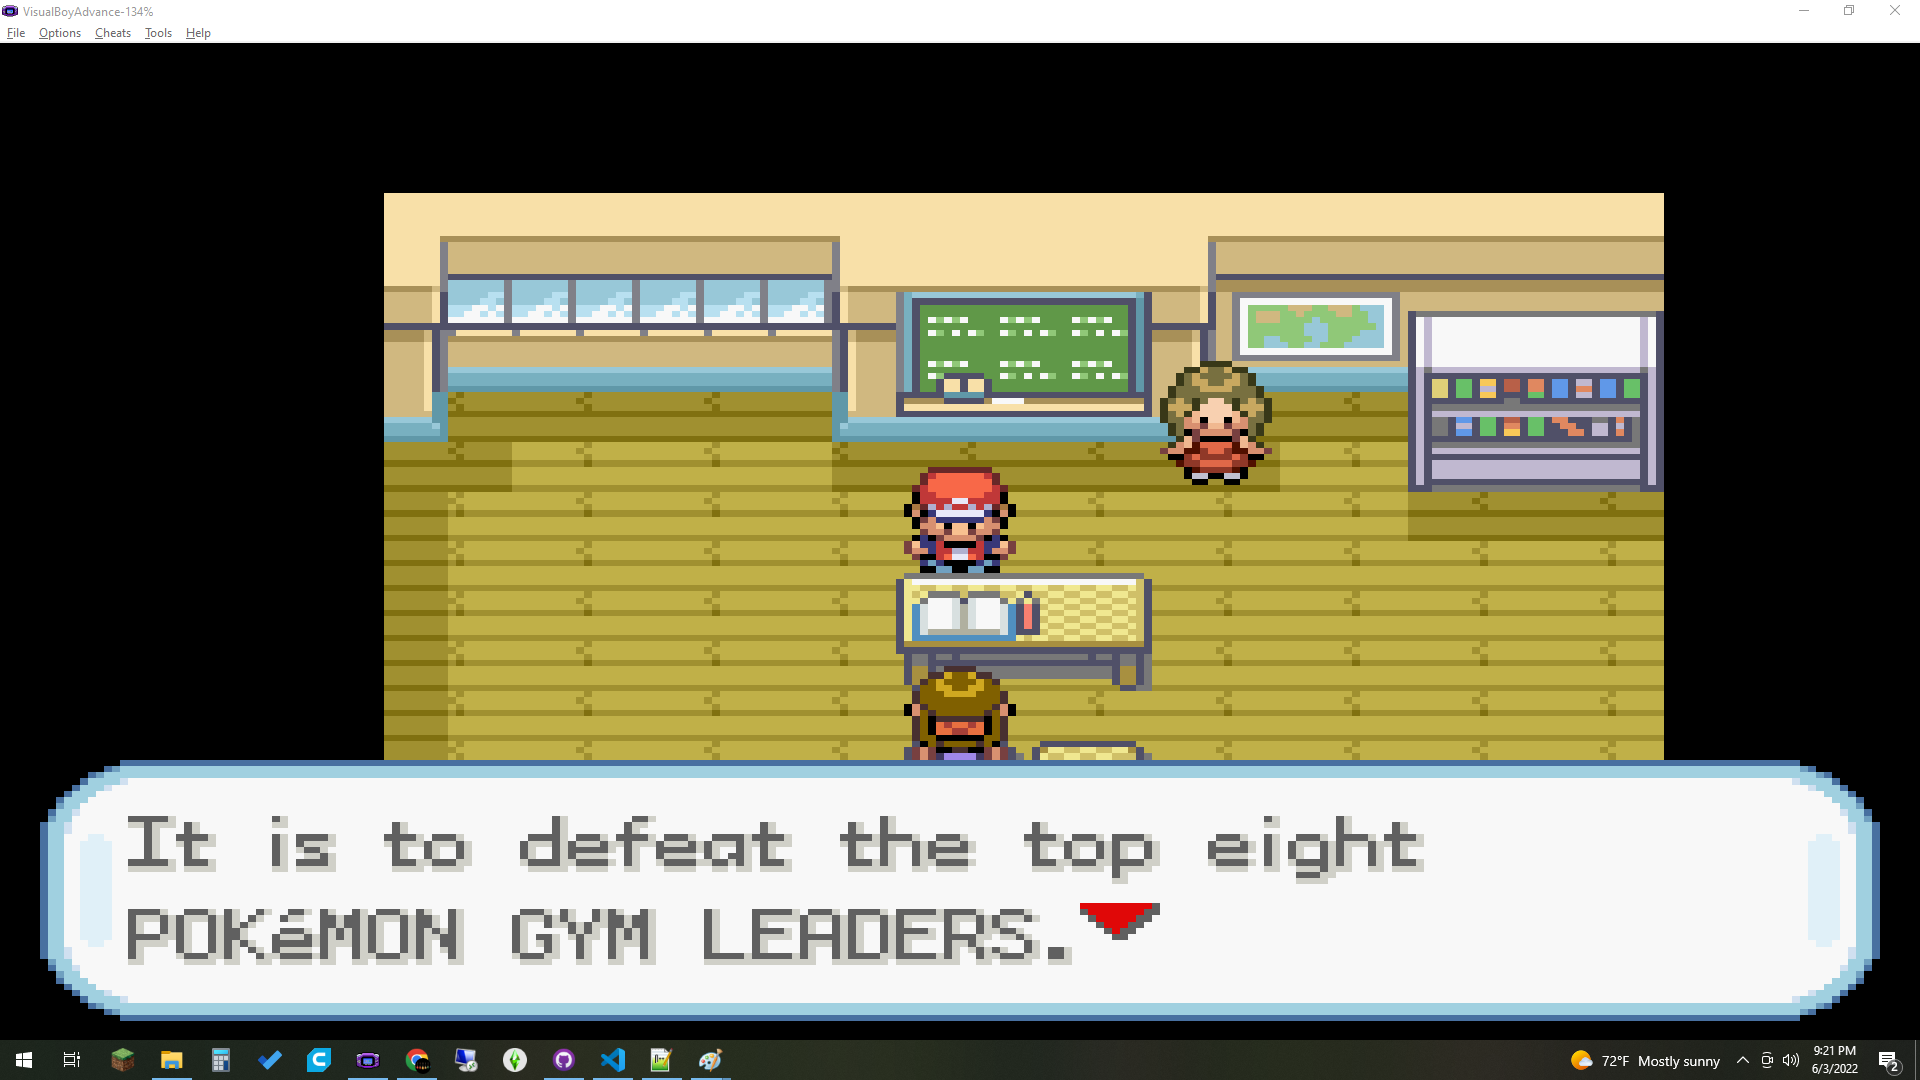 VisualBoyAdvance-134%
File Options Cheats Tools Help
It is to defeat the top eight
POKéMON GYM LEADERS.
72°F Mostly sunny
9:21 PM
6/3/2022
2